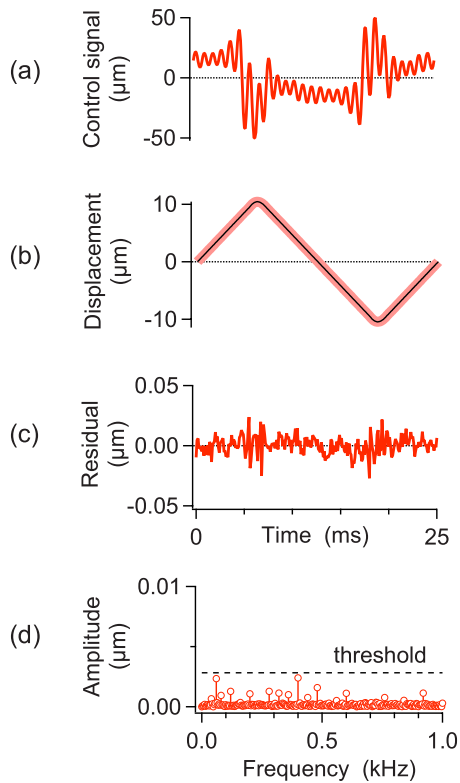 (a)
Control signal
(µm)
50
0
-50
(b)
Displacement
(µm)
10
0
-10
(c)
Residual
(µm)
0.05
0.00
-0.05
0
Time (ms)
25
(d)
Amplitude
(µm)
0.01
0.00
threshold
0.0
0.5
1.0
Frequency (kHz)